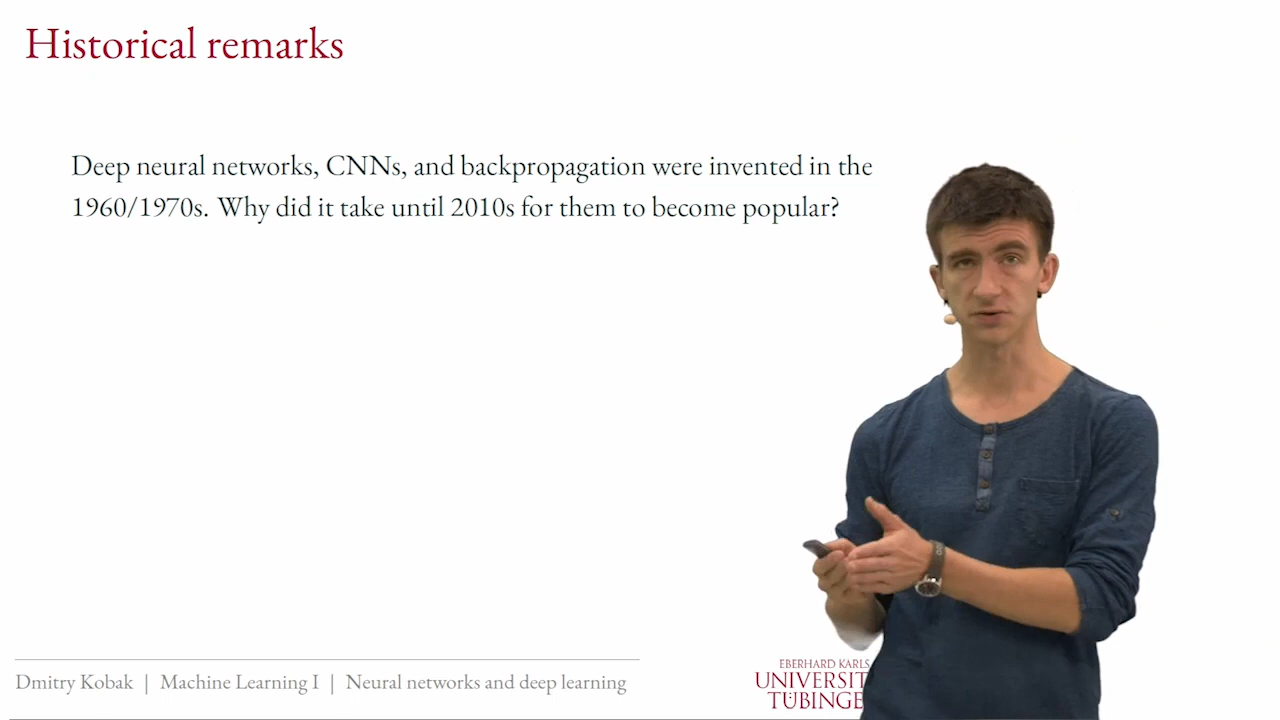 Historical remarks
Deep neural networks, CNNs, and backpropagation were invented in the
1960/1970s. Why did it take until 2010s for them to become popular?
Dmitry Kobak | Machine Learning I | Neural networks and deep learning
EBERHARD KARLS
UNIVERSIT
TÜBINGE